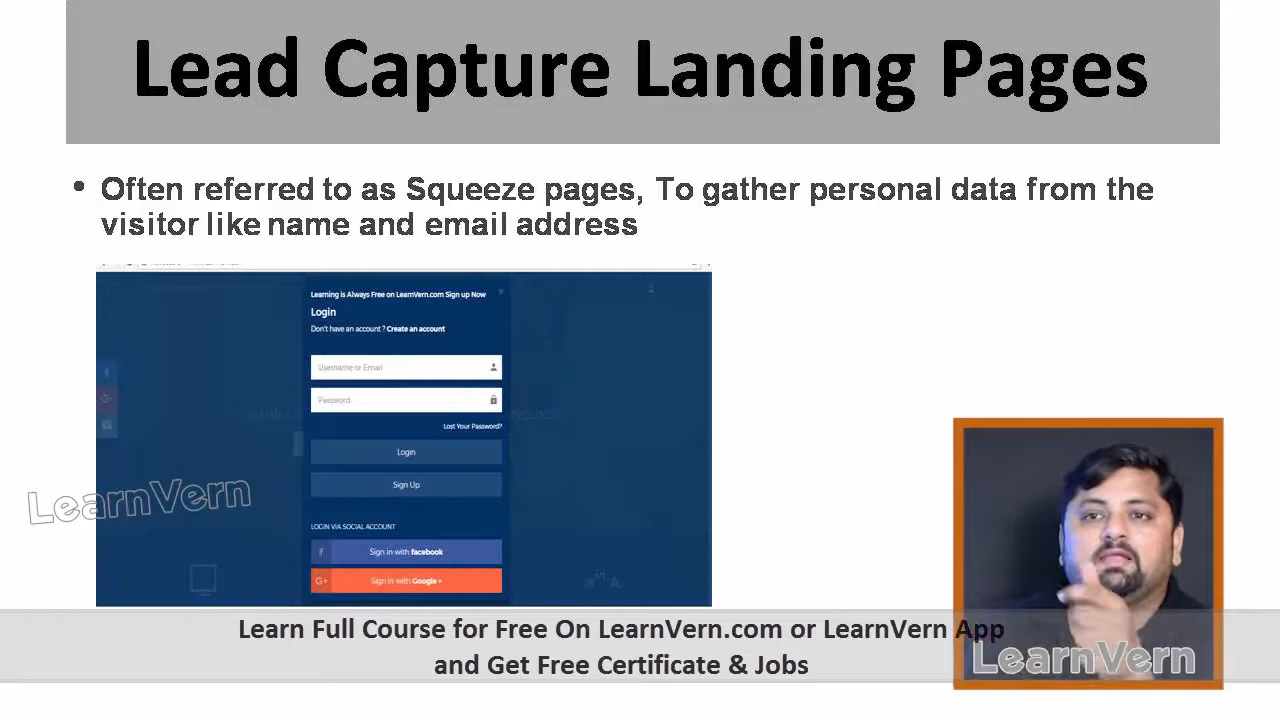 Lead Capture Landing Pages
• Often referred to as Squeeze pages, To gather personal data from the
visitor like name and email address
Learning is Always Free on LearnVern.com Sign up Now
Login
Don't have an account ? Create an account
Username or Email
Password
Lost Your Password?
Login
Sign Up
LOGIN VIA SOCIAL ACCOUNT
f Sign in with facebook
G+ Sign in with Google +
LearnVern
Learn Full Course for Free On LearnVern.com or LearnVern App
and Get Free Certificate & Jobs
LearnVern